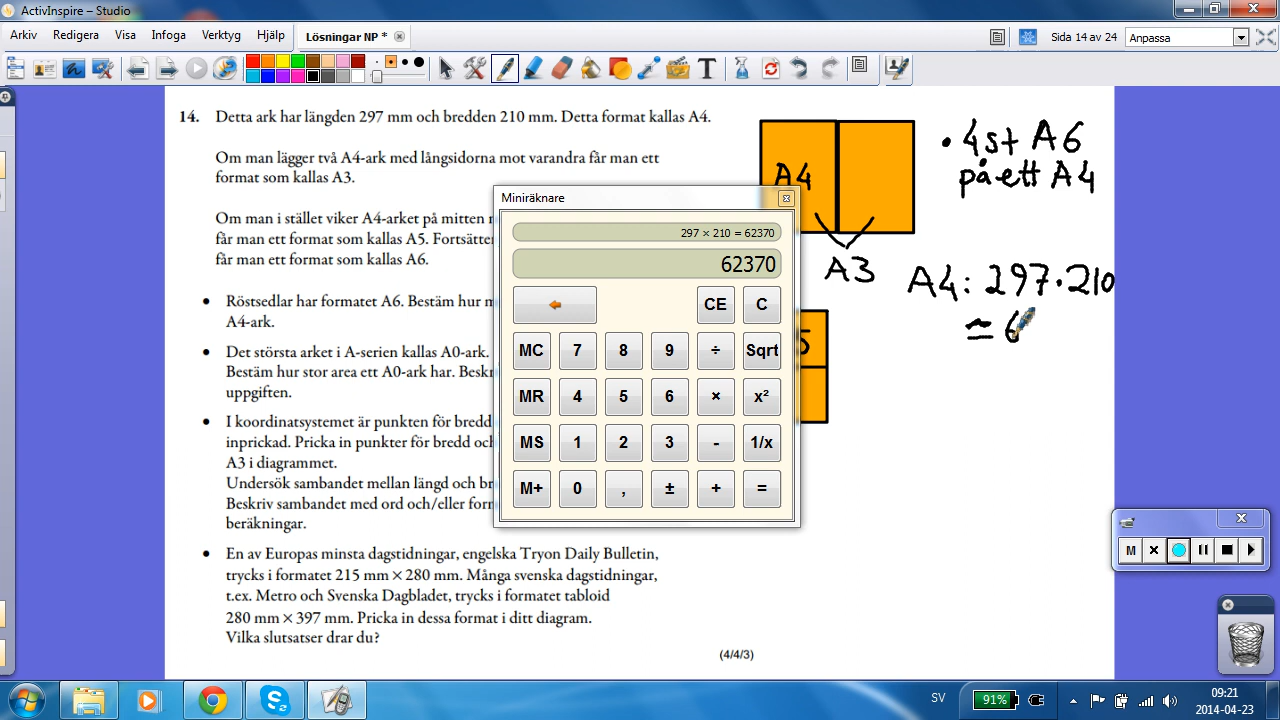 ActivInspire – Studio
Arkiv Redigera Visa Infoga Verktyg Hjälp Lösningar NP * Sida 14 av 24 Anpassa
14. Detta ark har längden 297 mm och bredden 210 mm. Detta format kallas A4.
Om man lägger två A4-ark med långsidorna mot varandra får man ett
format som kallas A3.
Om man i stället viker A4-arket på mitten
får man ett format som kallas A5.
får man ett format som kallas A6.
• Röstsedlar har formatet A6. Bestäm hur
A4-ark.
• Det största arket i A-serien kallas A0-ark.
Bestäm hur stor area ett A0-ark har.
uppgiften.
• I koordinatsystemet är punkten för
inprickad. Pricka in punkter för bredd
A3 i diagrammet.
Undersök sambandet mellan längd och
Beskriv sambandet med ord och/eller
beräkningar.
• En av Europas minsta dagstidningar, engelska Tryon Daily Bulletin,
trycks i formatet 215 mm × 280 mm. Många svenska dagstidningar,
t.ex. Metro och Svenska Dagbladet, trycks i formatet tabloid
280 mm × 397 mm. Pricka in dessa format i ditt diagram.
Vilka slutsatser drar du?
(4/4/3)
Miniräknare
297 × 210 = 62370
62370
CE C
MC 7 8 9 ÷ Sqrt
MR 4 5 6 × x²
MS 1 2 3 - 1/x
M+ 0 , ± + =
A4
A3
5
• 4st A6
på ett A4
A4: 297·210
≈ 6
M
SV 91% 09:21
2014-04-23